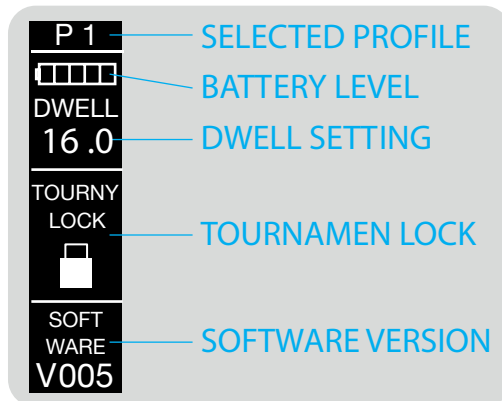 P 1
SELECTED PROFILE
BATTERY LEVEL
DWELL
16 .0
DWELL SETTING
TOURNY
LOCK
TOURNAMEN LOCK
SOFT
WARE
V005
SOFTWARE VERSION